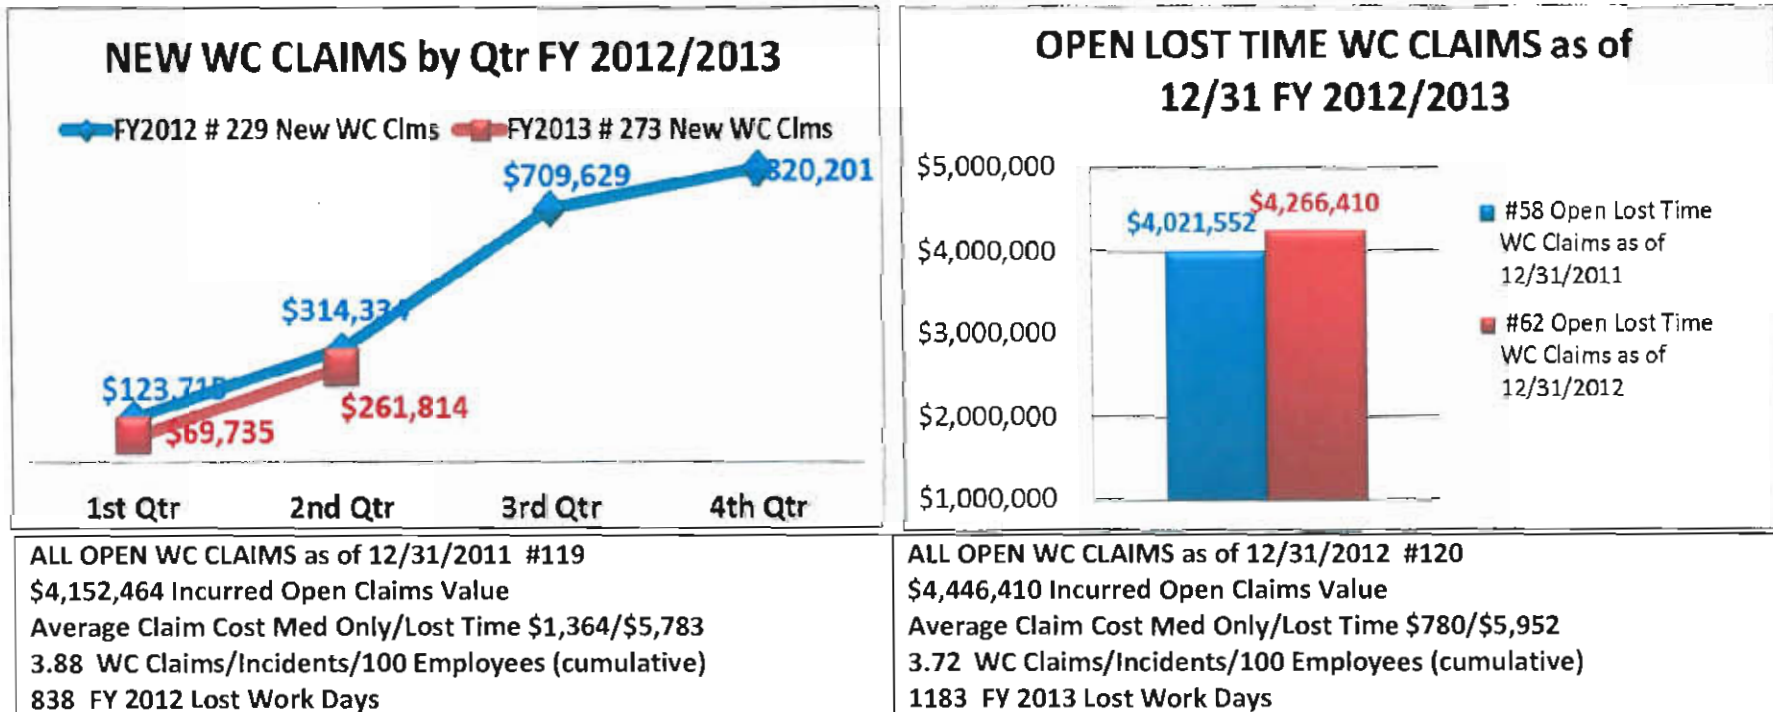 NEW WC CLAIMS by Qtr FY 2012/2013
FY2012 # 229 New WC Clms FY2013 # 273 New WC Clms
$709,629
820,201
$314,334
$123,715
$261,814
$69,735
1st Qtr 2nd Qtr 3rd Qtr 4th Qtr
OPEN LOST TIME WC CLAIMS as of
12/31 FY 2012/2013
$5,000,000
$4,000,000
$3,000,000
$2,000,000
$1,000,000
$4,021,552
$4,266,410
#58 Open Lost Time
WC Claims as of
12/31/2011
#62 Open Lost Time
WC Claims as of
12/31/2012
ALL OPEN WC CLAIMS as of 12/31/2011 #119
$4,152,464 Incurred Open Claims Value
Average Claim Cost Med Only/Lost Time $1,364/$5,783
3.88 WC Claims/Incidents/100 Employees (cumulative)
838 FY 2012 Lost Work Days
ALL OPEN WC CLAIMS as of 12/31/2012 #120
$4,446,410 Incurred Open Claims Value
Average Claim Cost Med Only/Lost Time $780/$5,952
3.72 WC Claims/Incidents/100 Employees (cumulative)
1183 FY 2013 Lost Work Days